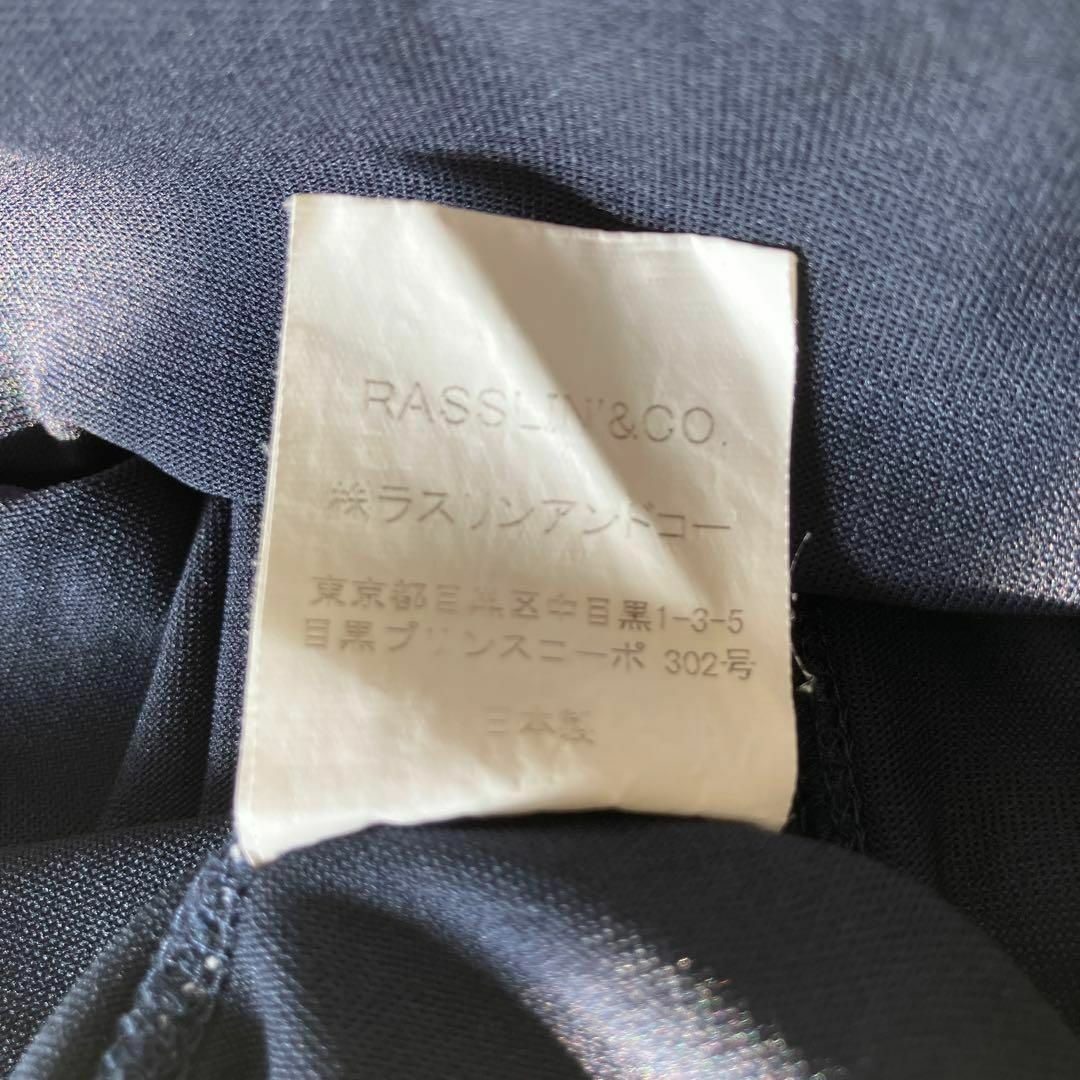 RASSLIN'&CO.
㈱ラスリンアンドコー
東京都目黒区中目黒1-3-5
目黒プリンスコーポ 302号
日本製